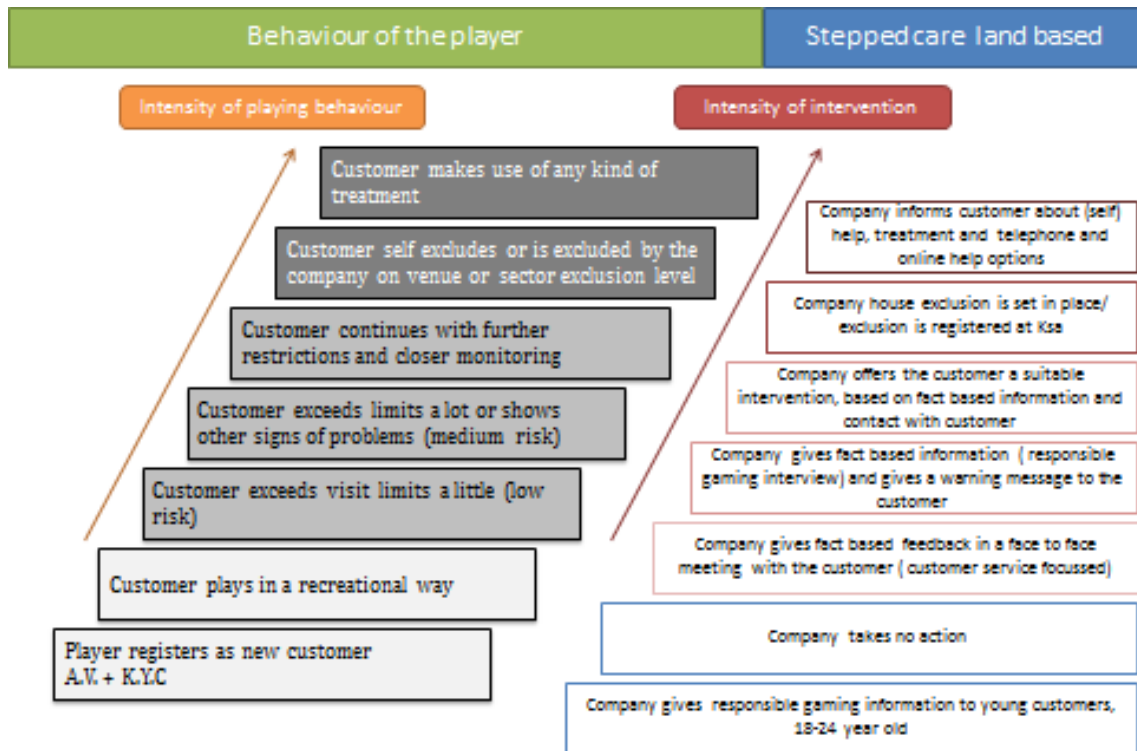 Behaviour of the player
Stepped care land based
Intensity of playing behaviour
Intensity of intervention
Customer makes use of any kind of
treatment
Customer self excludes or is excluded by the
company on venue or sector exclusion level
Customer continues with further
restrictions and closer monitoring
Customer exceeds limits a lot or shows
other signs of problems (medium risk)
Customer exceeds visit limits a little (low
risk)
Customer plays in a recreational way
Player registers as new customer
A.V. + K.Y.C
Company informs customer about (self)
help, treatment and telephone and
online help options
Company house exclusion is set in place/
exclusion is registered at Ksa
Company offers the customer a suitable
intervention, based on fact based information and
contact with customer
Company gives fact based information ( responsible
gaming interview) and gives a warning message to the
customer
Company gives fact based feedback in a face to face
meeting with the customer ( customer service focussed)
Company takes no action
Company gives responsible gaming information to young customers,
18-24 year old